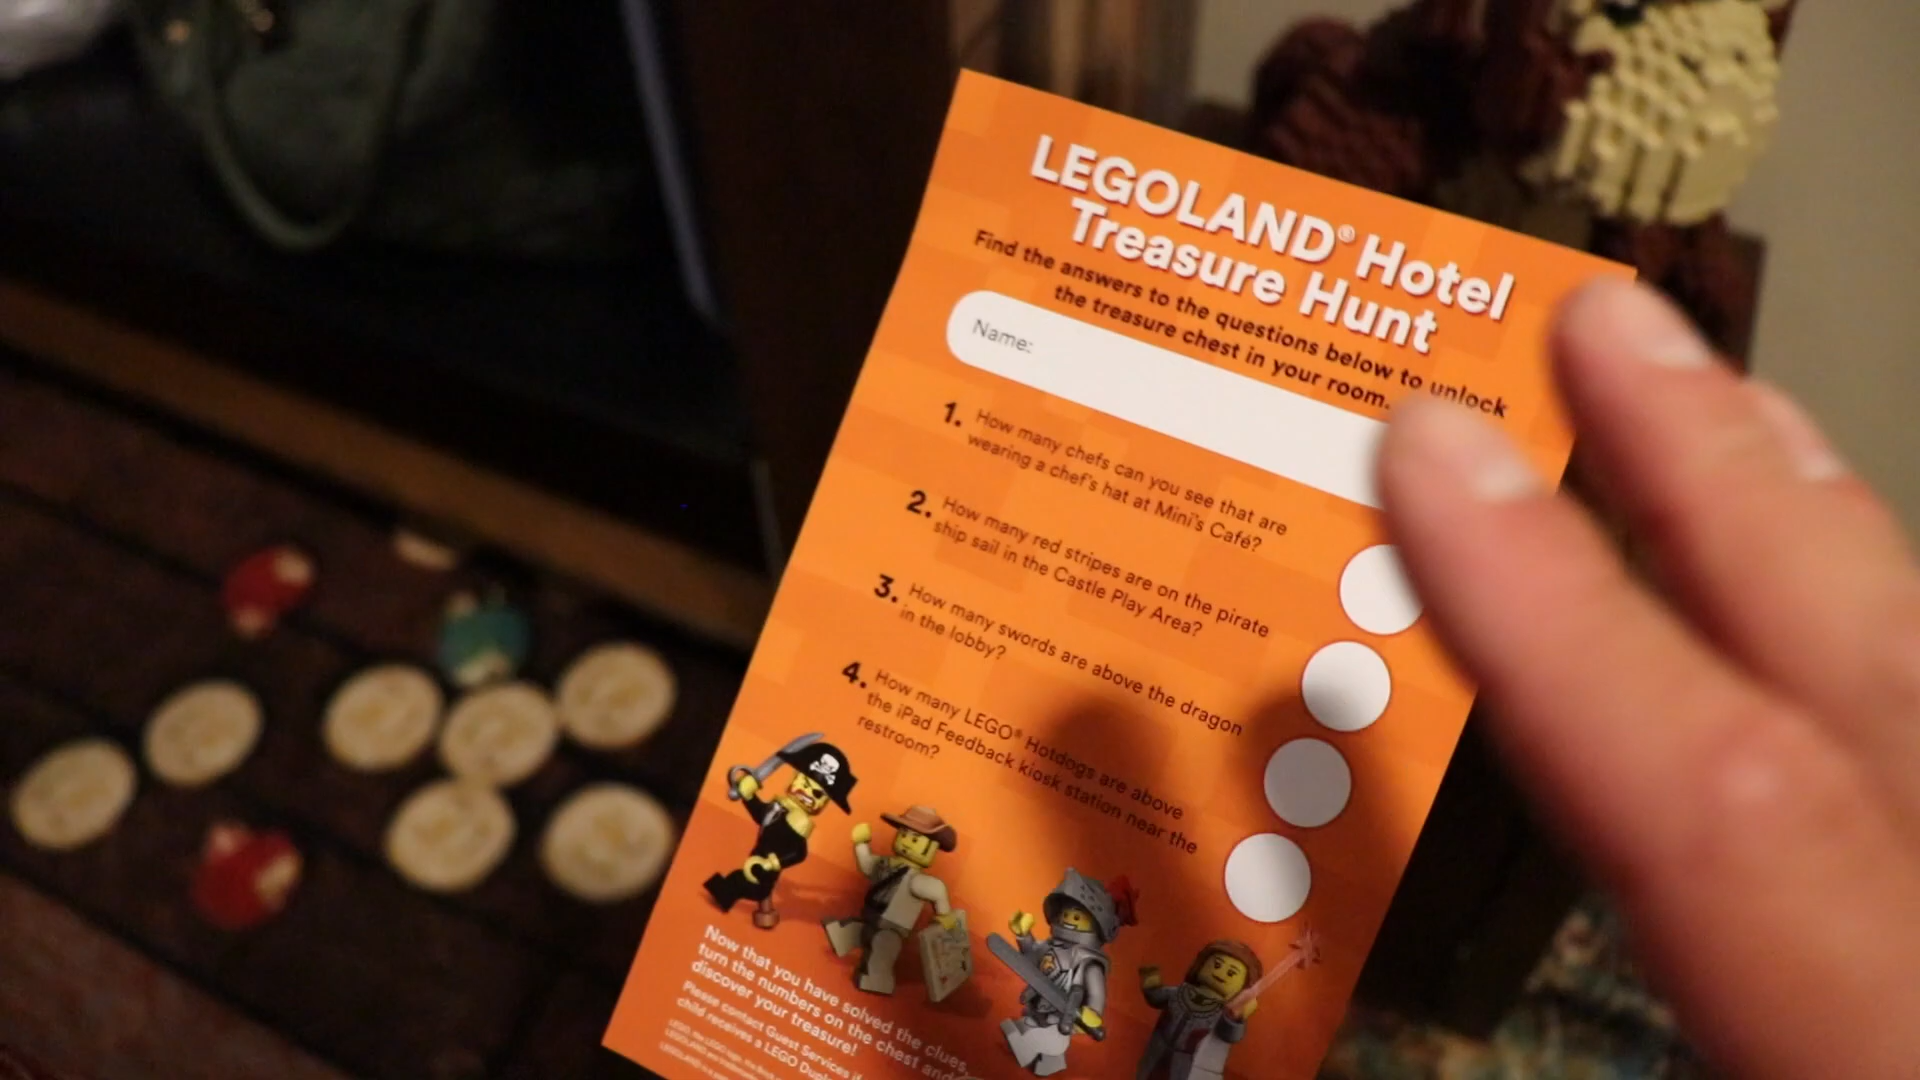 LEGOLAND® Hotel
Treasure Hunt
Find the answers to the questions below to unlock
the treasure chest in your room.
Name:
1. How many chefs can you see that are
wearing a chef's hat at Mini's Café?
2. How many red stripes are on the pirate
ship sail in the Castle Play Area?
3. How many swords are above the dragon
in the lobby?
4. How many LEGO® Hotdogs are above
the iPad Feedback kiosk station near the
restroom?
Now that you have solved the clues,
turn the numbers on the chest and
discover your treasure!
Please contact Guest Services if
child receives a LEGO